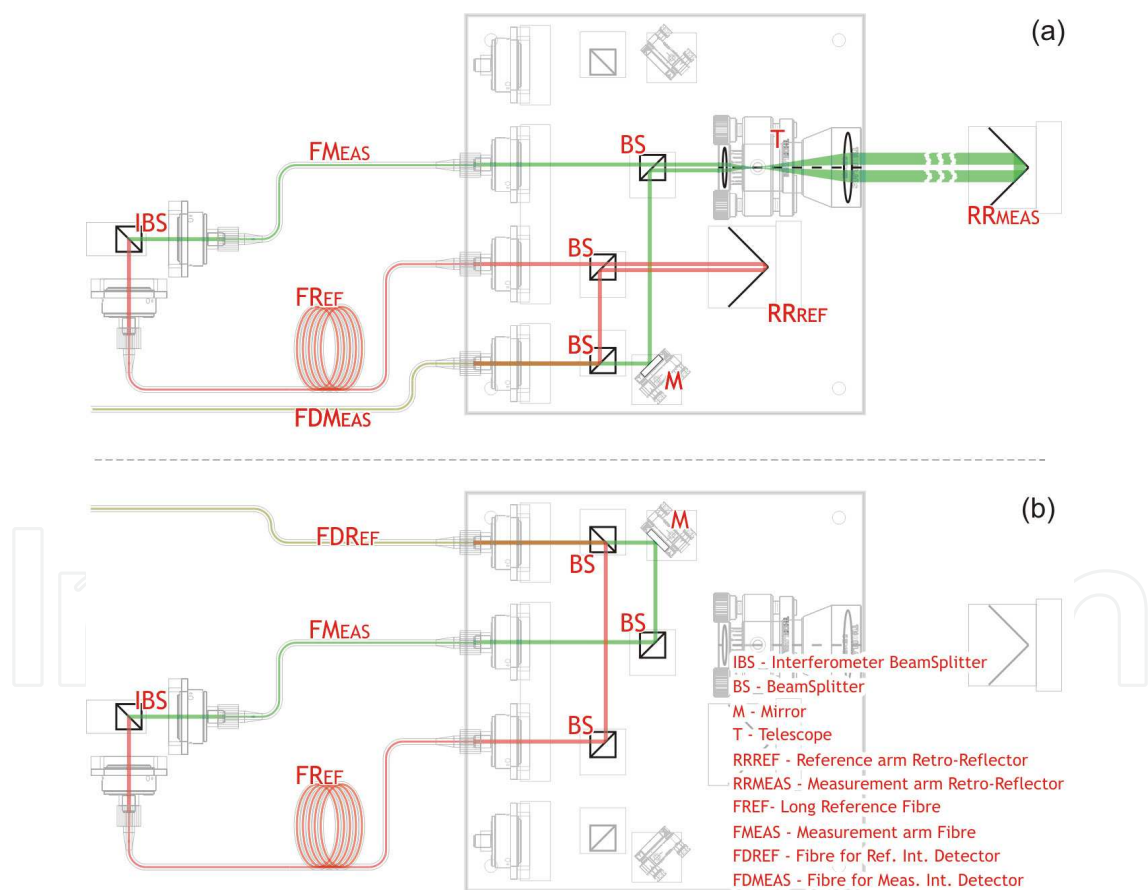 (a)
T
BS
FMEAS
RRMEAS
IBS
BS
FREF
RRREF
BS
M
FDMEAS
(b)
M
FDREF
BS
FMEAS
BS
IBS - Interferometer BeamSplitter
BS - BeamSplitter
IBS
M - Mirror
BS
T - Telescope
RRREF - Reference arm Retro-Reflector
FREF
RRMEAS - Measurement arm Retro-Reflector
FREF- Long Reference Fibre
FMEAS - Measurement arm Fibre
FDREF - Fibre for Ref. Int. Detector
FDMEAS - Fibre for Meas. Int. Detector